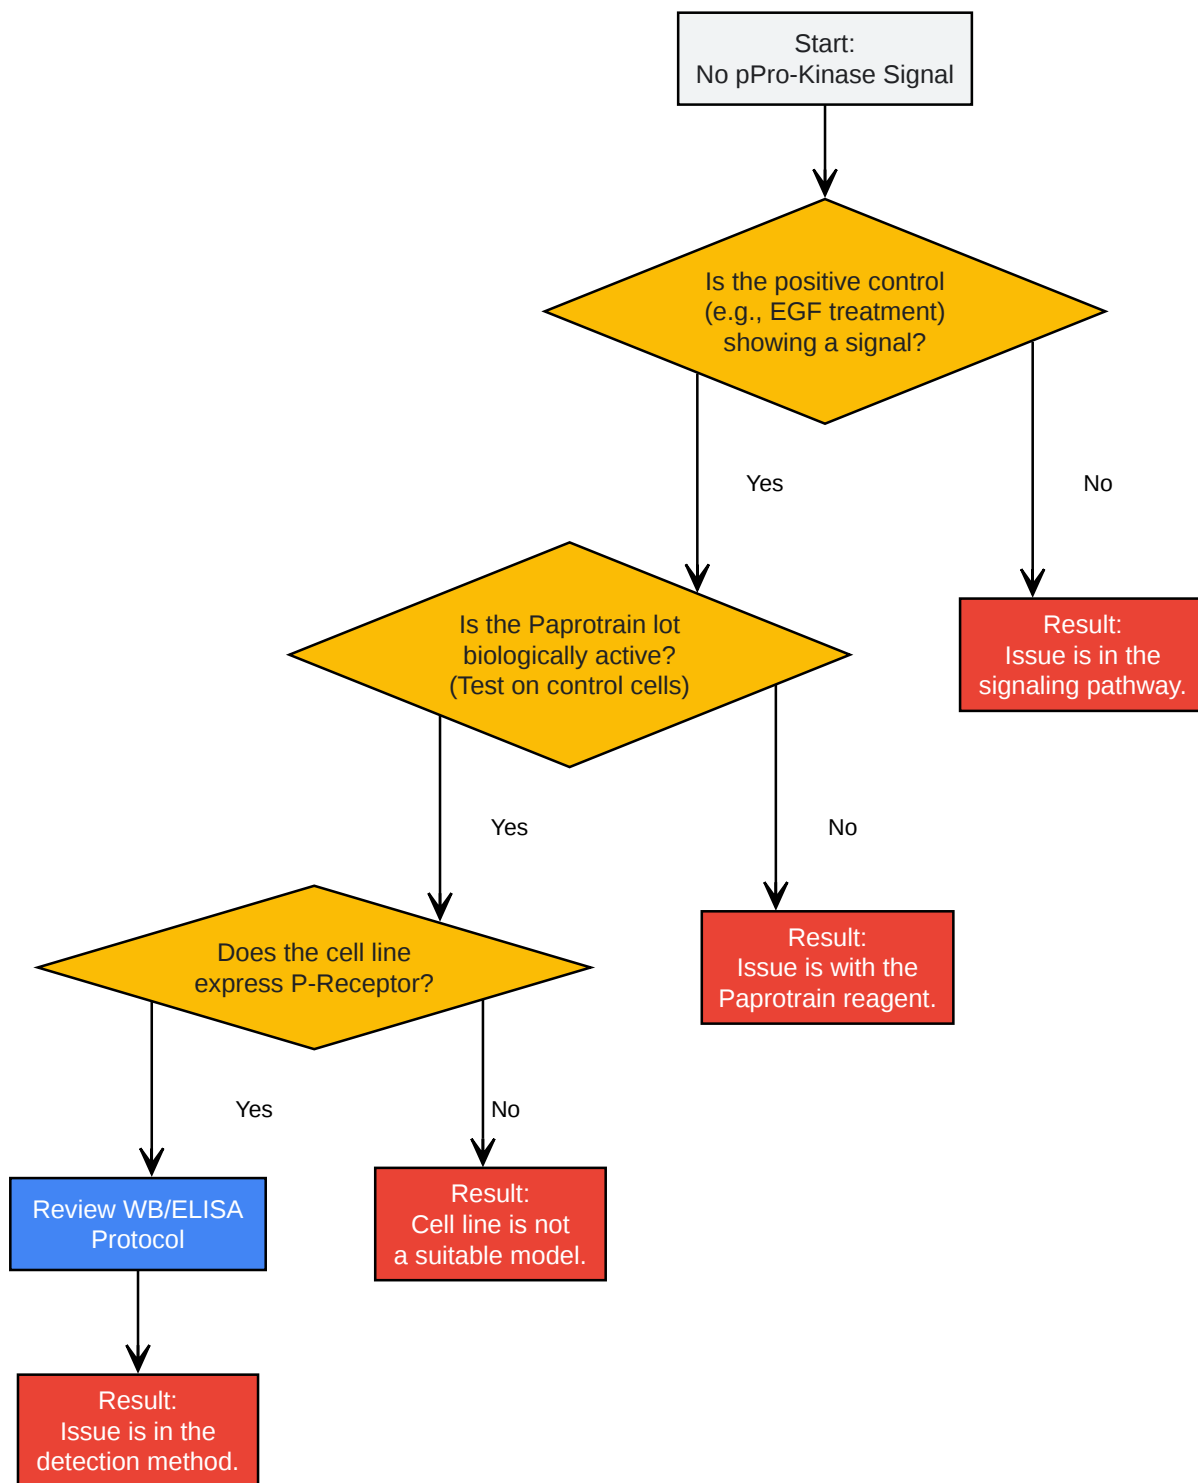 Start:
No pPro-Kinase Signal
Is the positive control
(e.g., EGF treatment)
showing a signal?
Yes
No
Is the Paprotrain lot
biologically active?
(Test on control cells)
Result:
Issue is in the
signaling pathway.
Yes
No
Does the cell line
express P-Receptor?
Result:
Issue is with the
Paprotrain reagent.
Yes
No
Review WB/ELISA
Protocol
Result:
Cell line is not
a suitable model.
Result:
Issue is in the
detection method.